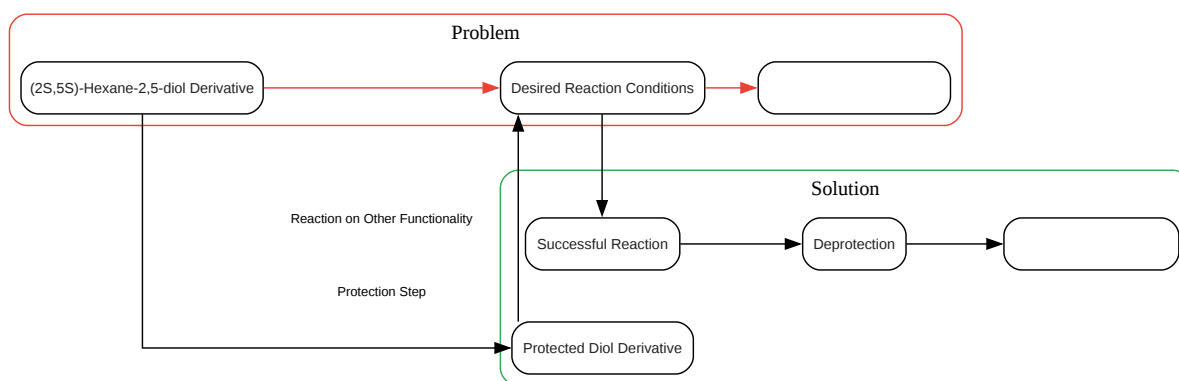 Problem
(2S,5S)-Hexane-2,5-diol Derivative
Desired Reaction Conditions
Solution
Reaction on Other Functionality
Successful Reaction
Deprotection
Protection Step
Protected Diol Derivative